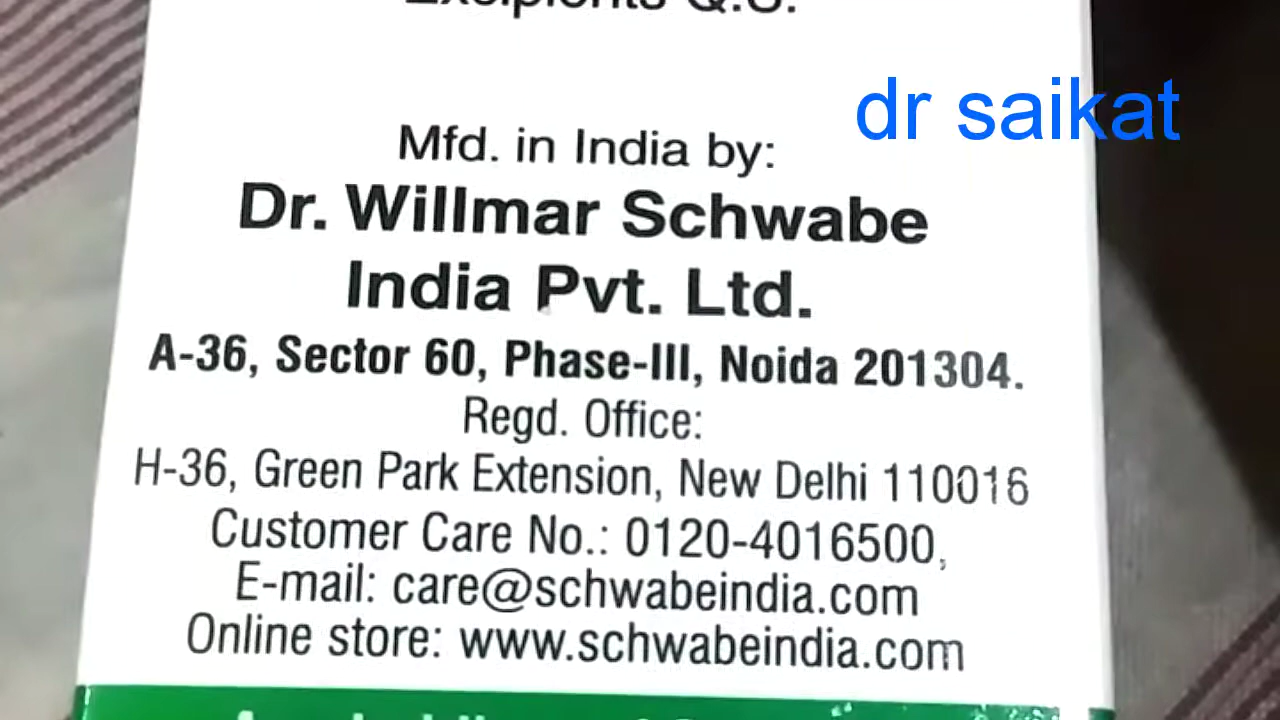 Excipients Q.S.
dr saikat
Mfd. in India by:
Dr. Willmar Schwabe
India Pvt. Ltd.
A-36, Sector 60, Phase-III, Noida 201304.
Regd. Office:
H-36, Green Park Extension, New Delhi 110016
Customer Care No.: 0120-4016500,
E-mail: care@schwabeindia.com
Online store: www.schwabeindia.com